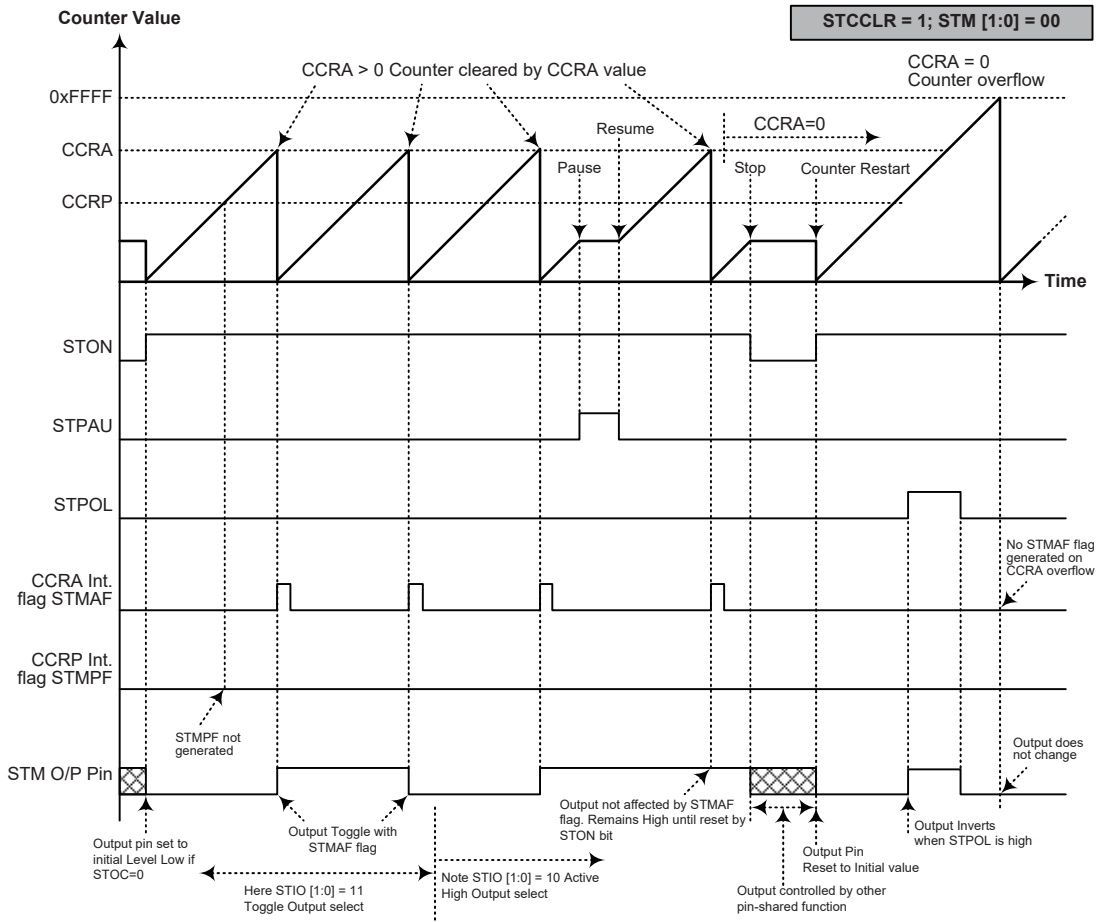 Counter Value
STCCLR = 1; STM [1:0] = 00
CCRA > 0 Counter cleared by CCRA value
CCRA = 0
Counter overflow
0xFFFF
Resume
CCRA=0
CCRA
Pause
Stop
Counter Restart
CCRP
Time
STON
STPAU
STPOL
No STMAF flag
generated on
CCRA overflow
CCRA Int.
flag STMAF
CCRP Int.
flag STMPF
STMPF not
generated
Output does
not change
STM O/P Pin
Output pin set to
initial Level Low if
STOC=0
Output Toggle with
STMAF flag
Here STIO [1:0] = 11
Toggle Output select
Note STIO [1:0] = 10 Active
High Output select
Output not affected by STMAF
flag. Remains High until reset by
STON bit
Output controlled by other
pin-shared function
Output Pin
Reset to Initial value
Output Inverts
when STPOL is high